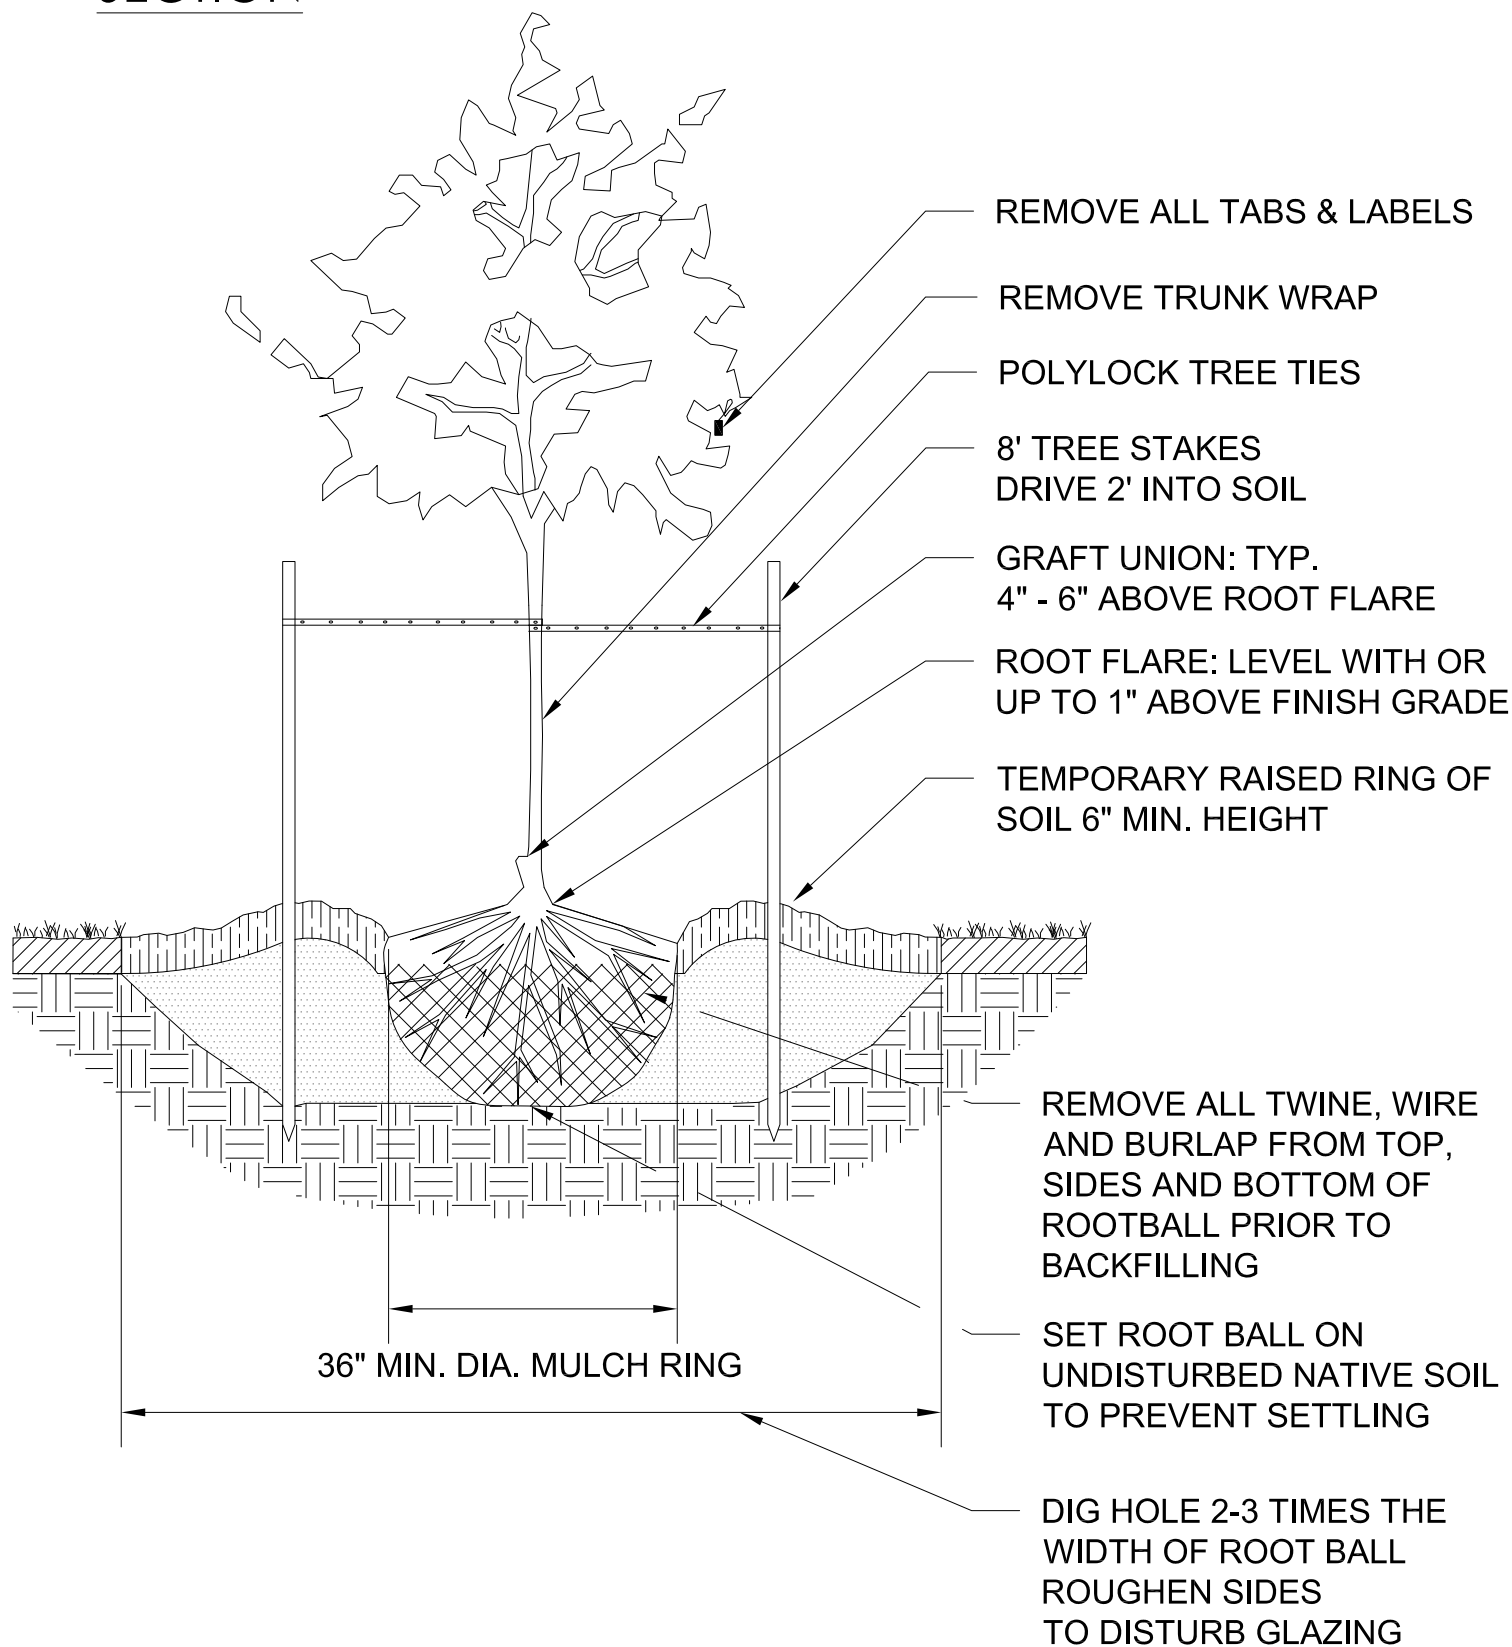 SECTION
REMOVE ALL TABS & LABELS
REMOVE TRUNK WRAP
POLYLOCK TREE TIES
8' TREE STAKES
DRIVE 2' INTO SOIL
GRAFT UNION: TYP.
4" - 6" ABOVE ROOT FLARE
ROOT FLARE: LEVEL WITH OR
UP TO 1" ABOVE FINISH GRADE
TEMPORARY RAISED RING OF
SOIL 6" MIN. HEIGHT
REMOVE ALL TWINE, WIRE
AND BURLAP FROM TOP,
SIDES AND BOTTOM OF
ROOTBALL PRIOR TO
BACKFILLING
36" MIN. DIA. MULCH RING
SET ROOT BALL ON
UNDISTURBED NATIVE SOIL
TO PREVENT SETTLING
DIG HOLE 2-3 TIMES THE
WIDTH OF ROOT BALL
ROUGHEN SIDES
TO DISTURB GLAZING